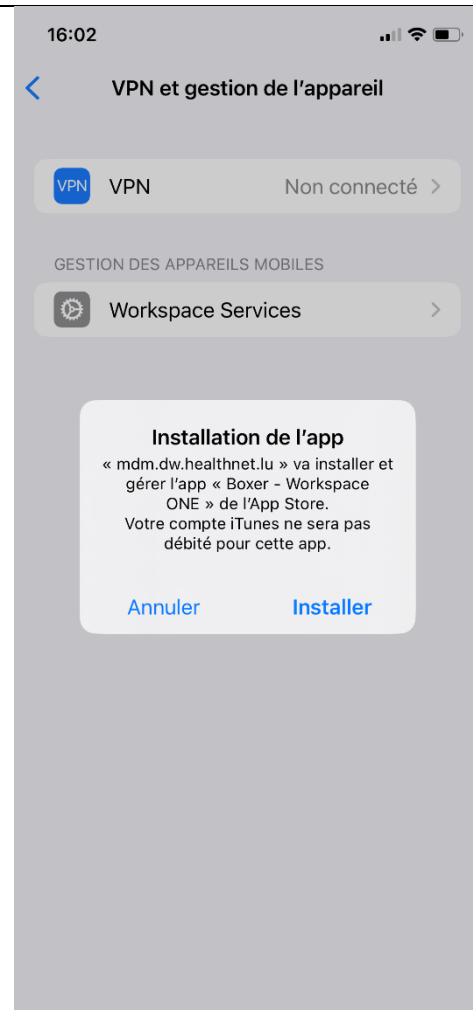 16:02
VPN et gestion de l’appareil
VPN VPN Non connecté
GESTION DES APPAREILS MOBILES
Workspace Services
Installation de l’app
« mdm.dw.healthnet.lu » va installer et
gérer l’app « Boxer - Workspace
ONE » de l’App Store.
Votre compte iTunes ne sera pas
débité pour cette app.
Annuler Installer